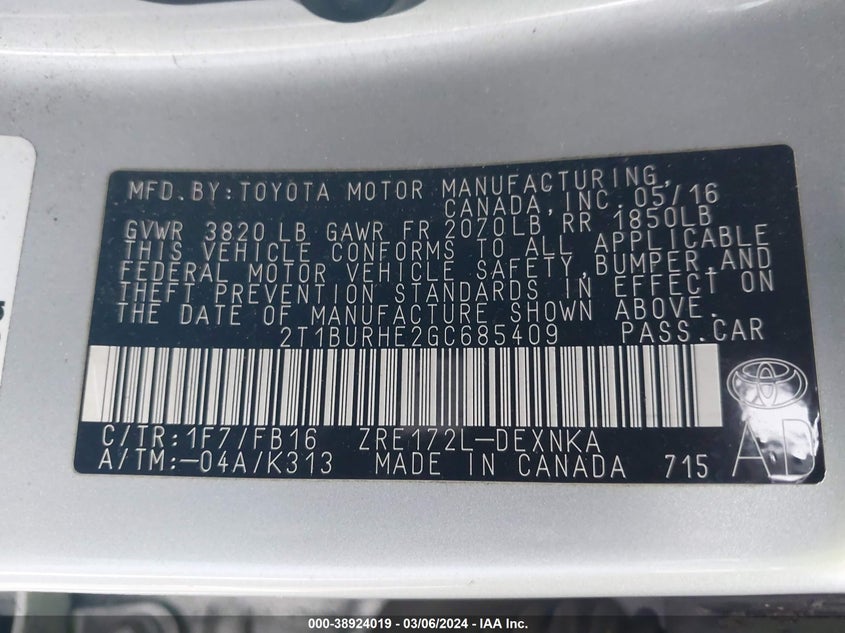 MFD.BY:TOYOTA MOTOR MANUFACTURING,
CANADA,INC. 05/16
GVWR 3820 LB GAWR FR 2070LB RR 1850LB
THIS VEHICLE CONFORMS TO ALL APPLICABLE
FEDERAL MOTOR VEHICLE SAFETY,BUMPER,AND
THEFT PREVENTION STANDARDS IN EFFECT ON
THE DATE OF MANUFACTURE SHOWN ABOVE.
2T1BURHE2GC685409 PASS.CAR
C/TR:1F7/FB16 ZRE172L-DEXNKA
A/TM:-04A/K313 MADE IN CANADA 715 AD
000-38924019 - 03/06/2024 - IAA Inc.